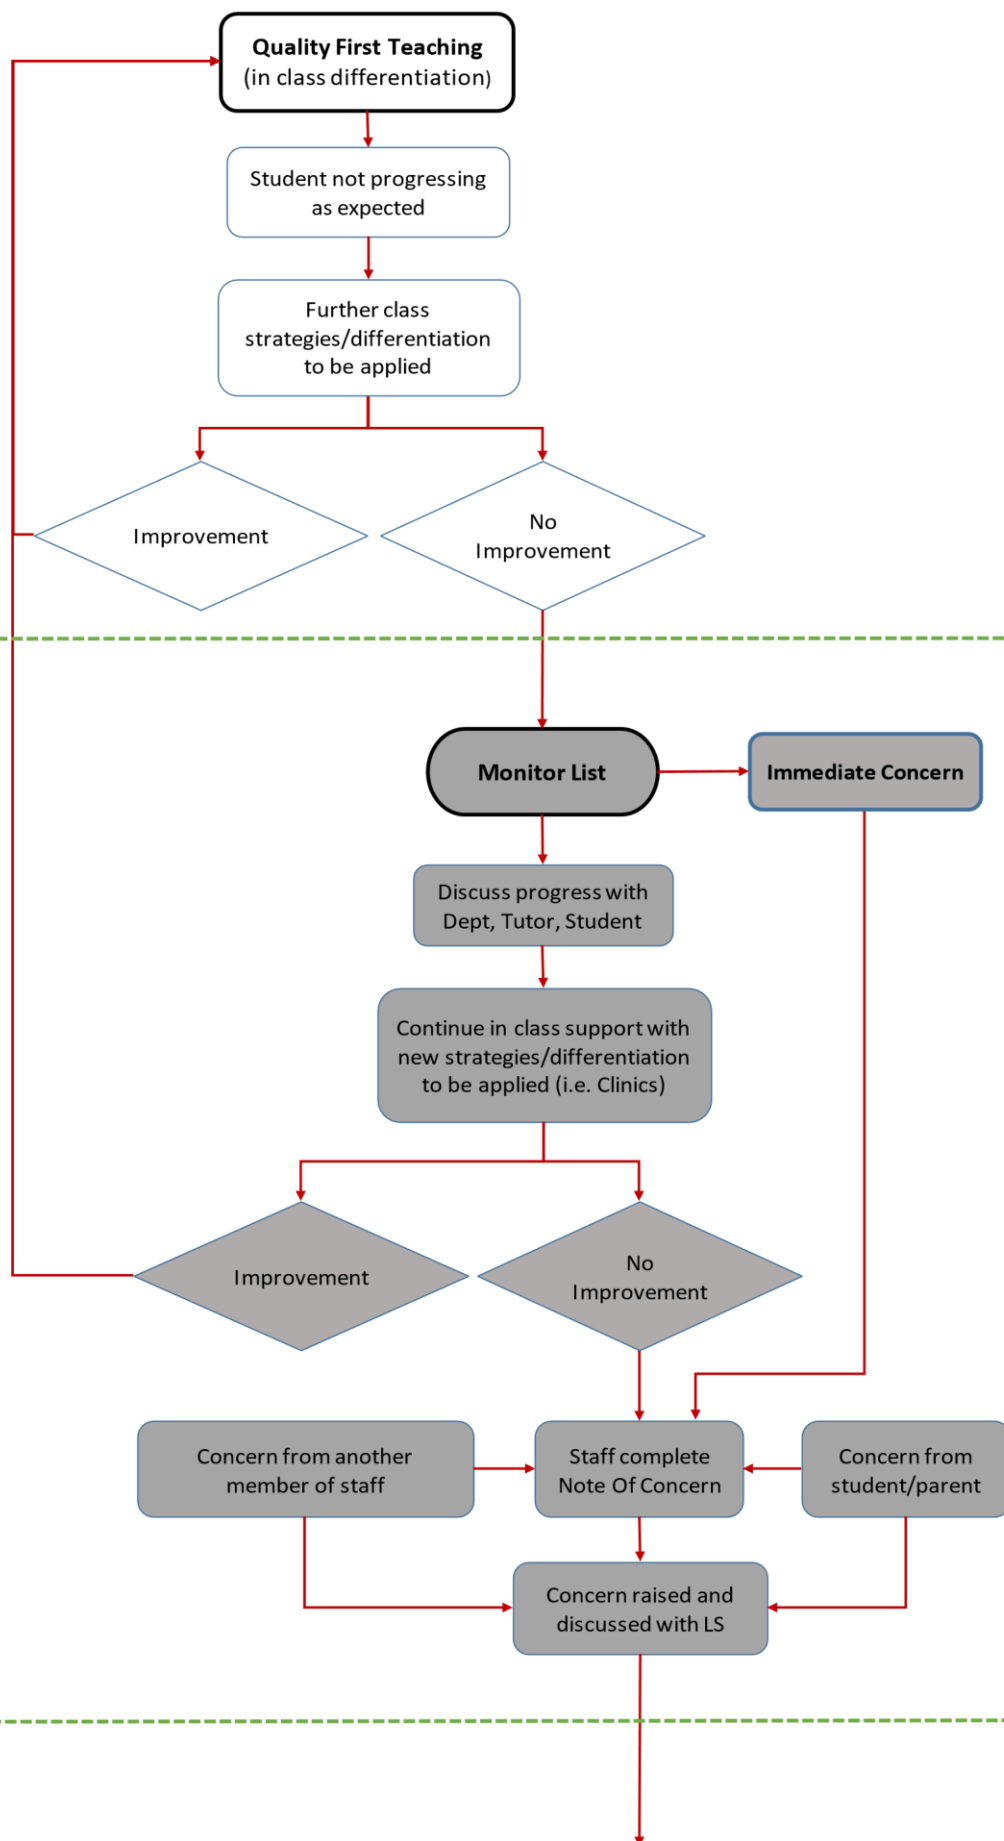 Quality First Teaching
(in class differentiation)
Student not progressing
as expected
Further class
strategies/differentiation
to be applied
Improvement
No
Improvement
Monitor List
Immediate Concern
Discuss progress with
Dept, Tutor, Student
Continue in class support with
new strategies/differentiation
to be applied (i.e. Clinics)
Improvement
No
Improvement
Concern from another
member of staff
Staff complete
Note Of Concern
Concern from
student/parent
Concern raised and
discussed with LS